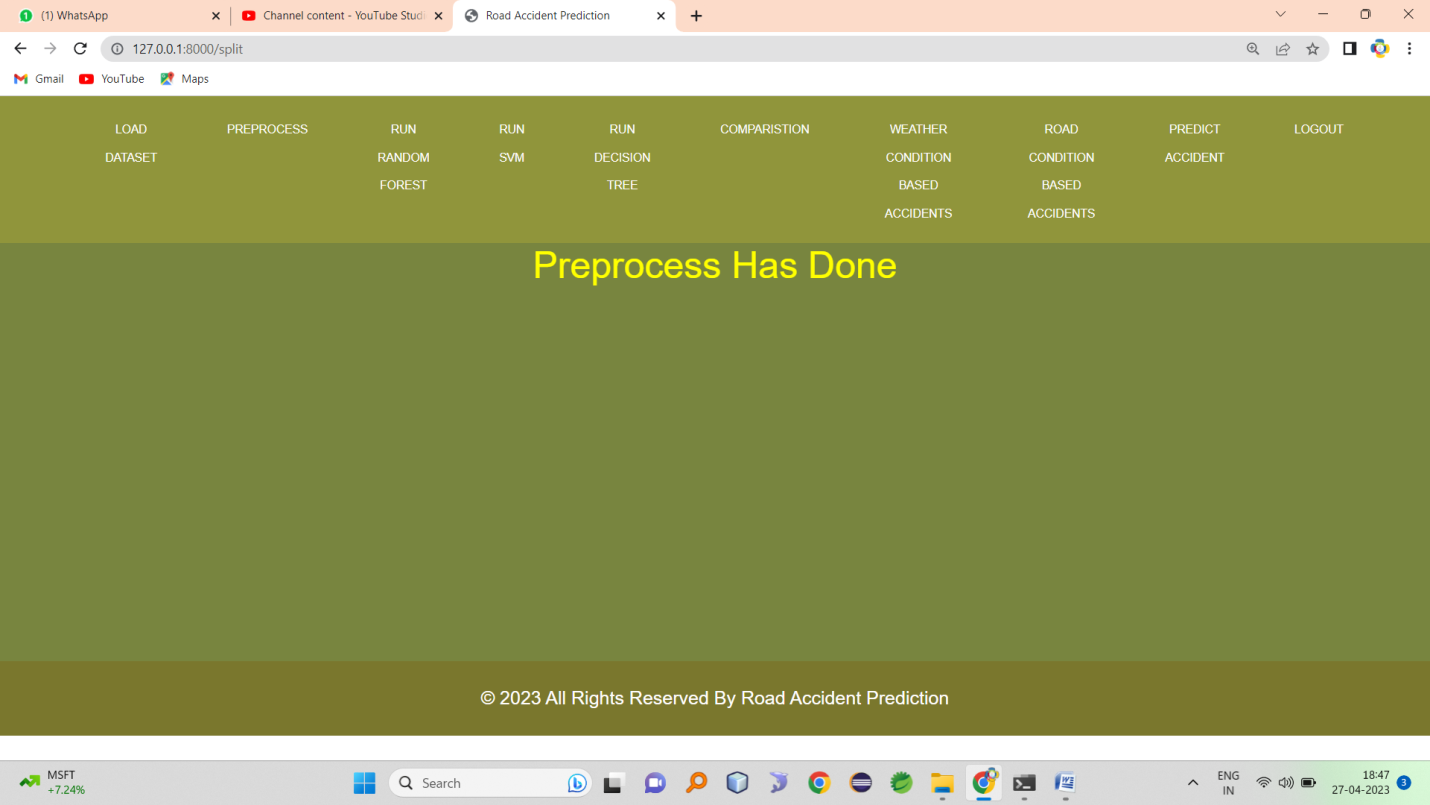 (1) WhatsApp
Channel content - YouTube Studi
Road Accident Prediction
127.0.0.1:8000/split
Gmail
YouTube
Maps
LOAD
DATASET
PREPROCESS
RUN
RANDOM
FOREST
RUN
SVM
RUN
DECISION
TREE
COMPARISTION
WEATHER
CONDITION
BASED
ACCIDENTS
ROAD
CONDITION
BASED
ACCIDENTS
PREDICT
ACCIDENT
LOGOUT
Preprocess Has Done
© 2023 All Rights Reserved By Road Accident Prediction
MSFT
+7.24%
Search
ENG
IN
18:47
27-04-2023
3